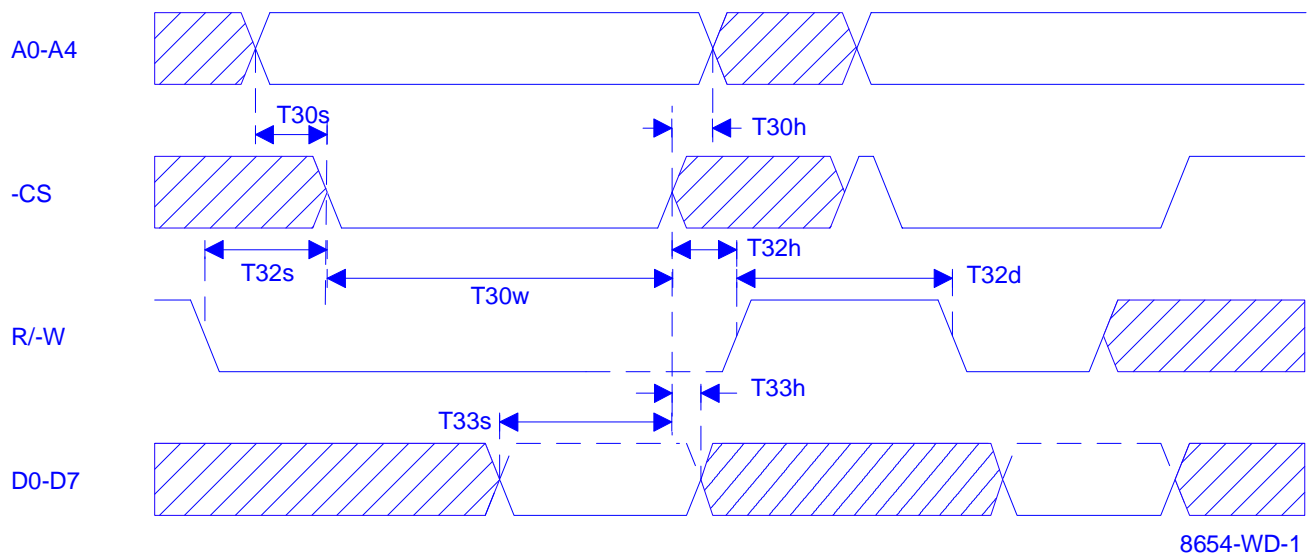 A0-A4
T30s
T30h
-CS
T32s
T32h
T30w
T32d
R/-W
T33s
T33h
D0-D7
8654-WD-1